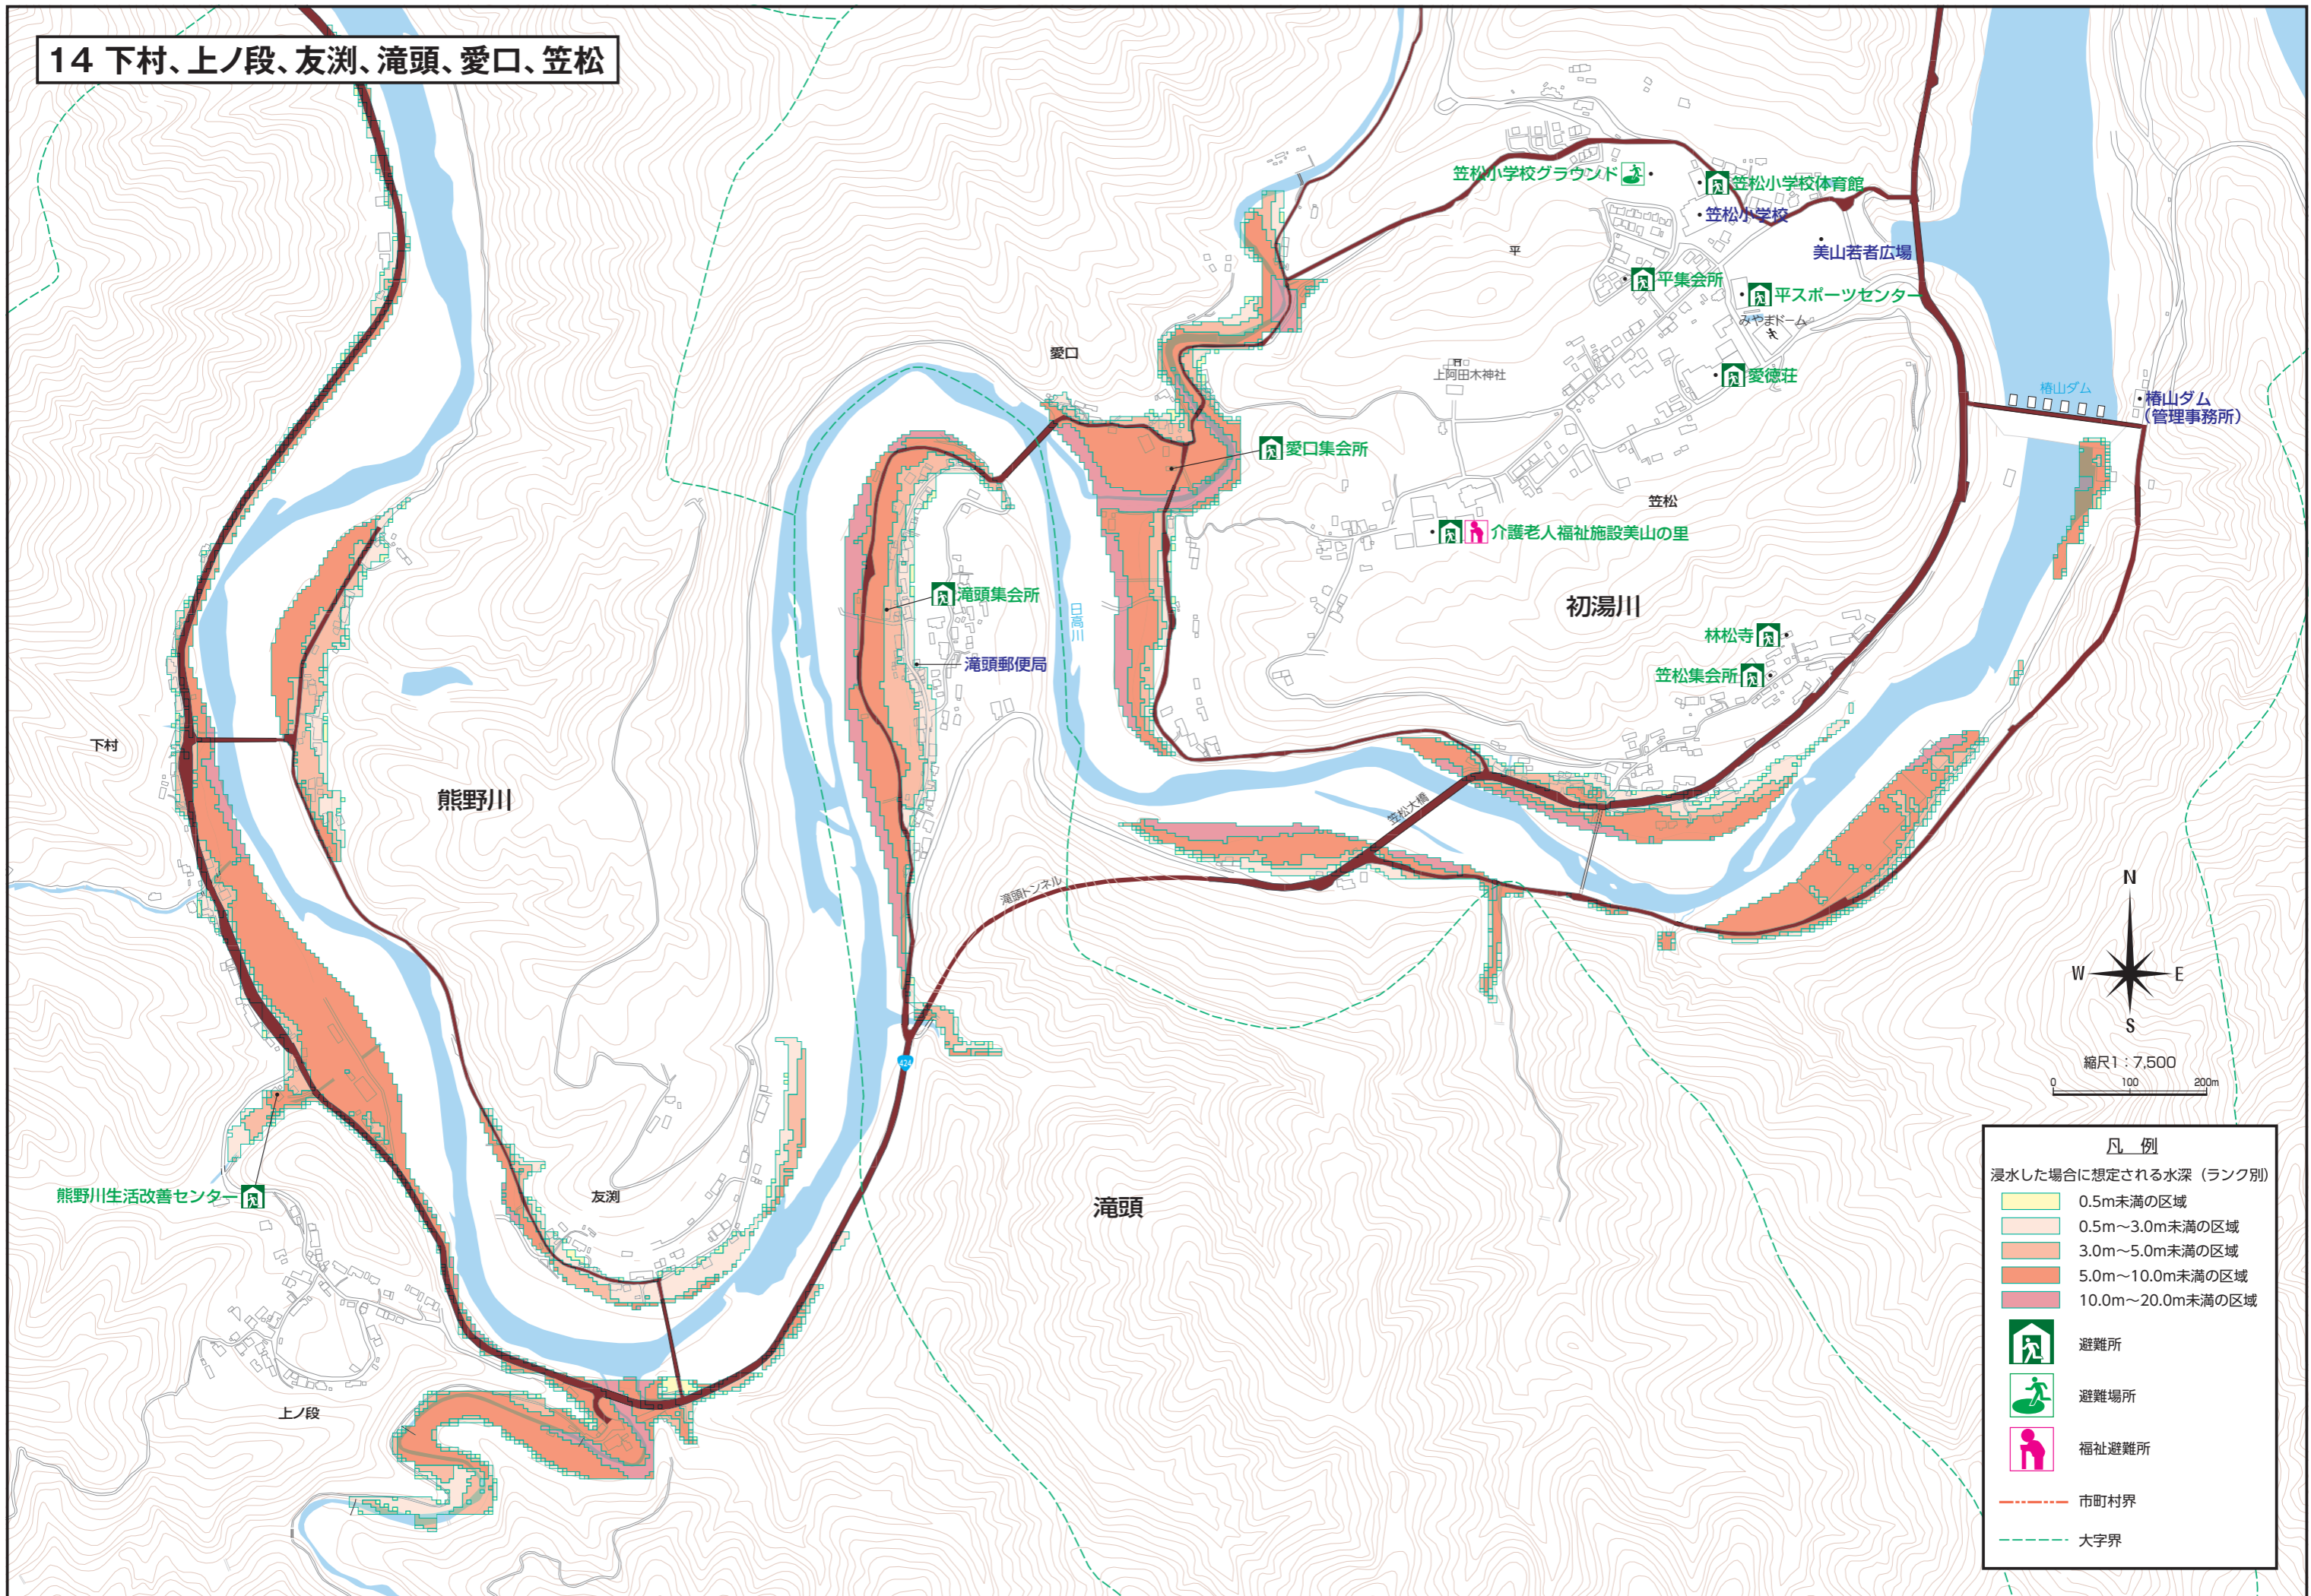 14 下村、上ノ段、友渕、滝頭、愛口、笠松
笠松小学校グラウンド
笠松小学校体育館
笠松小学校
美山若者広場
平
平集会所
平スポーツセンター
みやまドーム
愛徳荘
上阿田木神社
愛口
愛口集会所
椿山ダム
椿山ダム
（管理事務所）
笠松
介護老人福祉施設美山の里
滝頭集会所
日高川
初湯川
林松寺
滝頭郵便局
笠松集会所
下村
熊野川
笠松大橋
滝頭トンネル
N
W
E
S
縮尺1：7,500
0 100 200m
424
熊野川生活改善センター
友渕
滝頭
上ノ段
凡 例
浸水した場合に想定される水深（ランク別）
0.5m未満の区域
0.5m～3.0m未満の区域
3.0m～5.0m未満の区域
5.0m～10.0m未満の区域
10.0m～20.0m未満の区域
避難所
避難場所
福祉避難所
市町村界
大字界